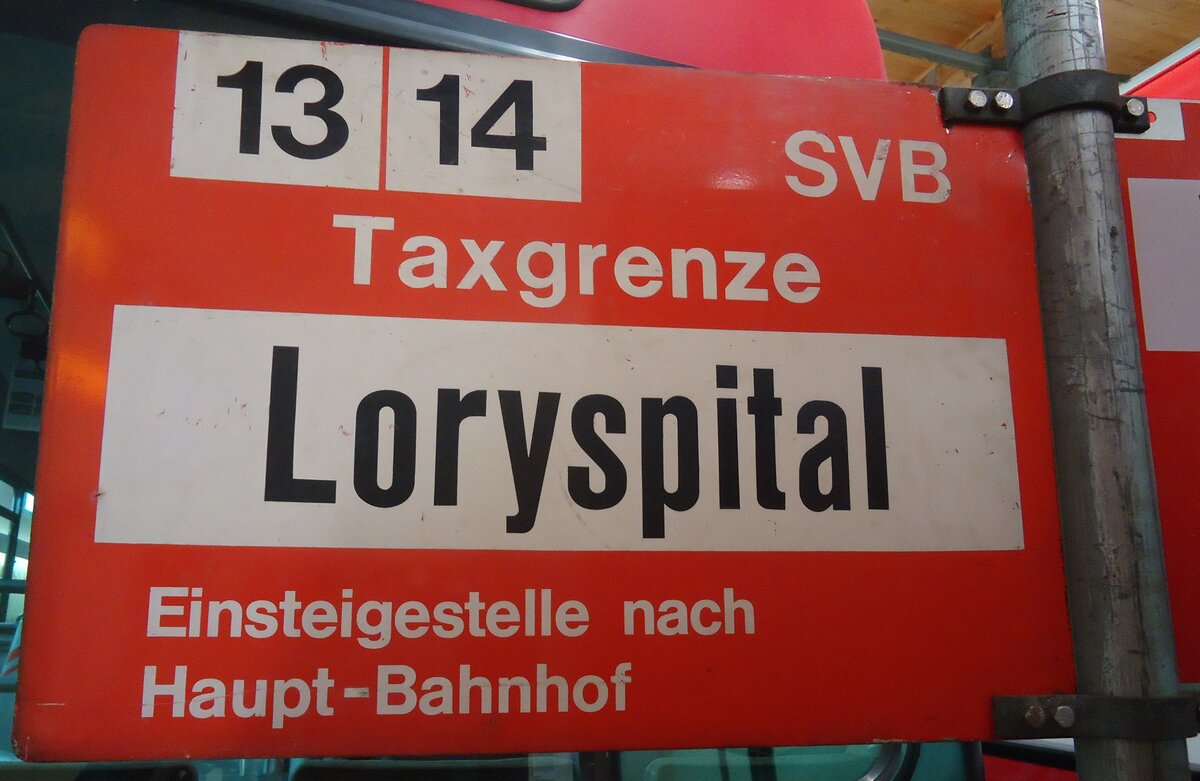 13 14
SVB
Taxgrenze
Loryspital
Einsteigestelle nach
Haupt-Bahnhof